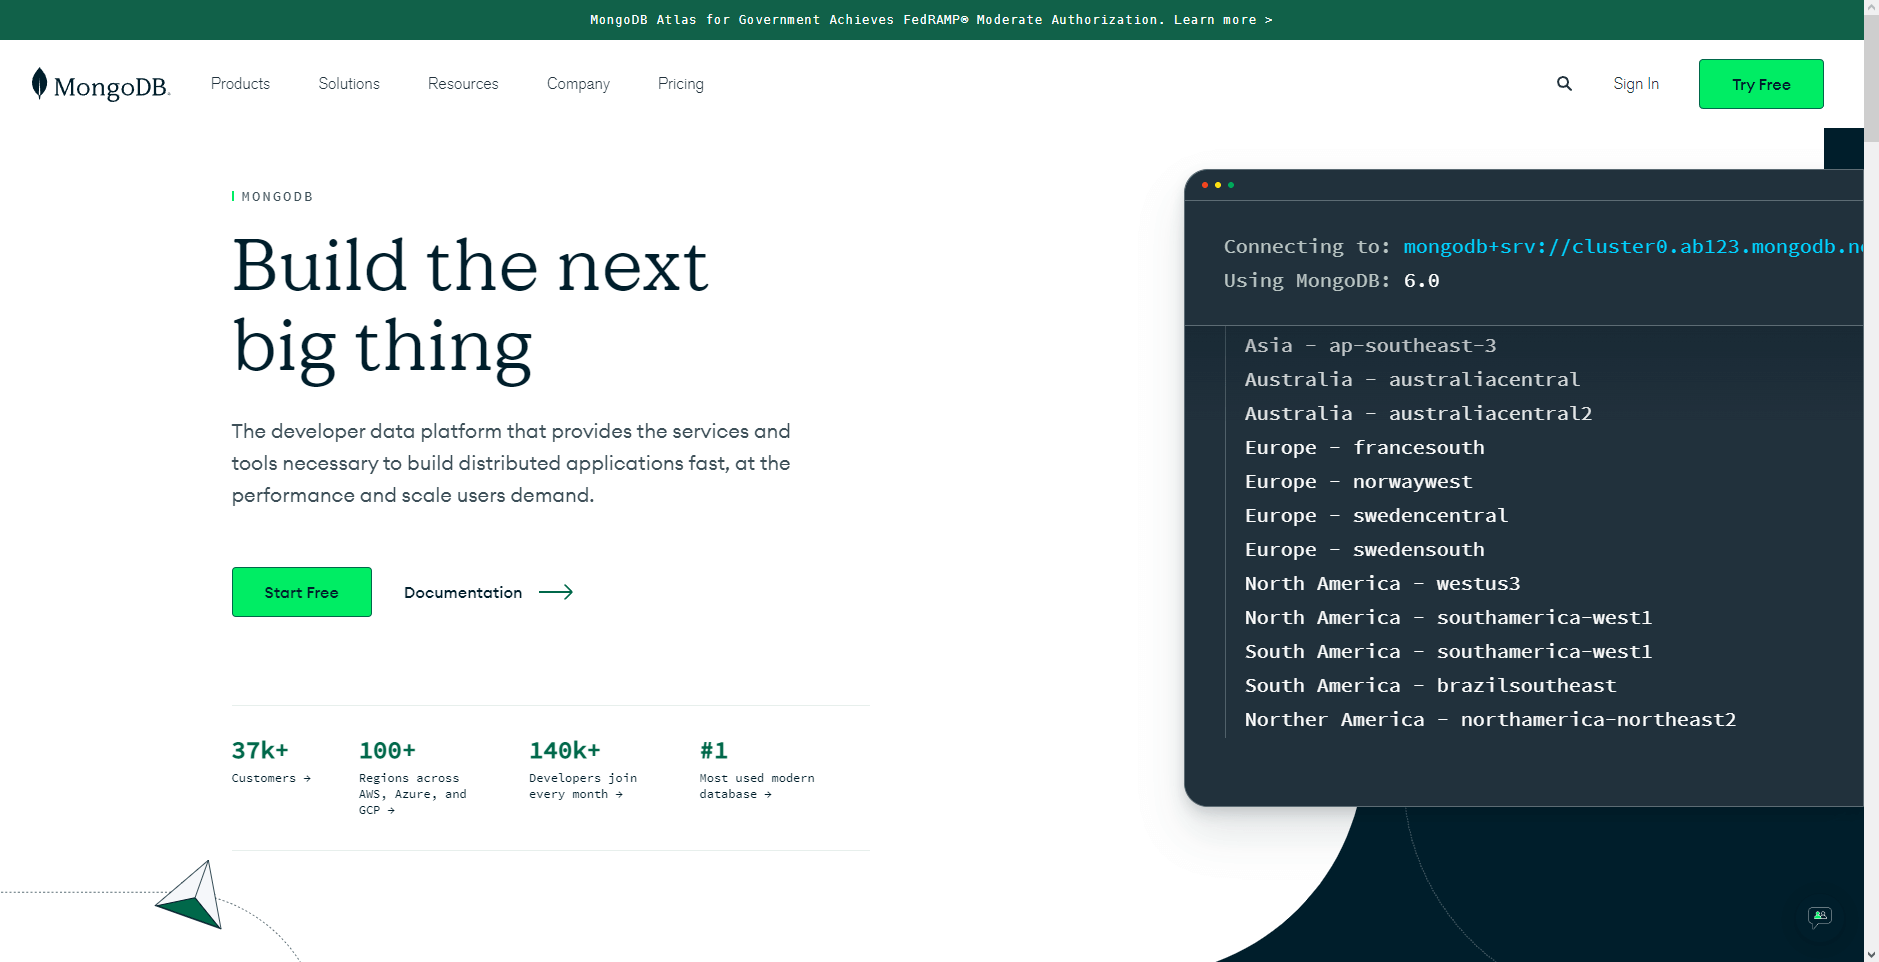 MongoDB Atlas for Government Achieves FedRAMP® Moderate Authorization. Learn more >
MongoDB.
Products
Solutions
Resources
Company
Pricing
Sign In
Try Free
MONGODB
Build the next
big thing
The developer data platform that provides the services and
tools necessary to build distributed applications fast, at the
performance and scale users demand.
Start Free
Documentation
37k+
Customers →
100+
Regions across
AWS, Azure, and
GCP →
140k+
Developers join
every month →
#1
Most used modern
database →
Connecting to: mongodb+srv://cluster0.ab123.mongodb.ne
Using MongoDB: 6.0
Asia - ap-southeast-3
Australia - australiacentral
Australia - australiacentral2
Europe - francesouth
Europe - norwaywest
Europe - swedencentral
Europe - swedensouth
North America - westus3
North America - southamerica-west1
South America - southamerica-west1
South America - brazilsoutheast
Norther America - northamerica-northeast2